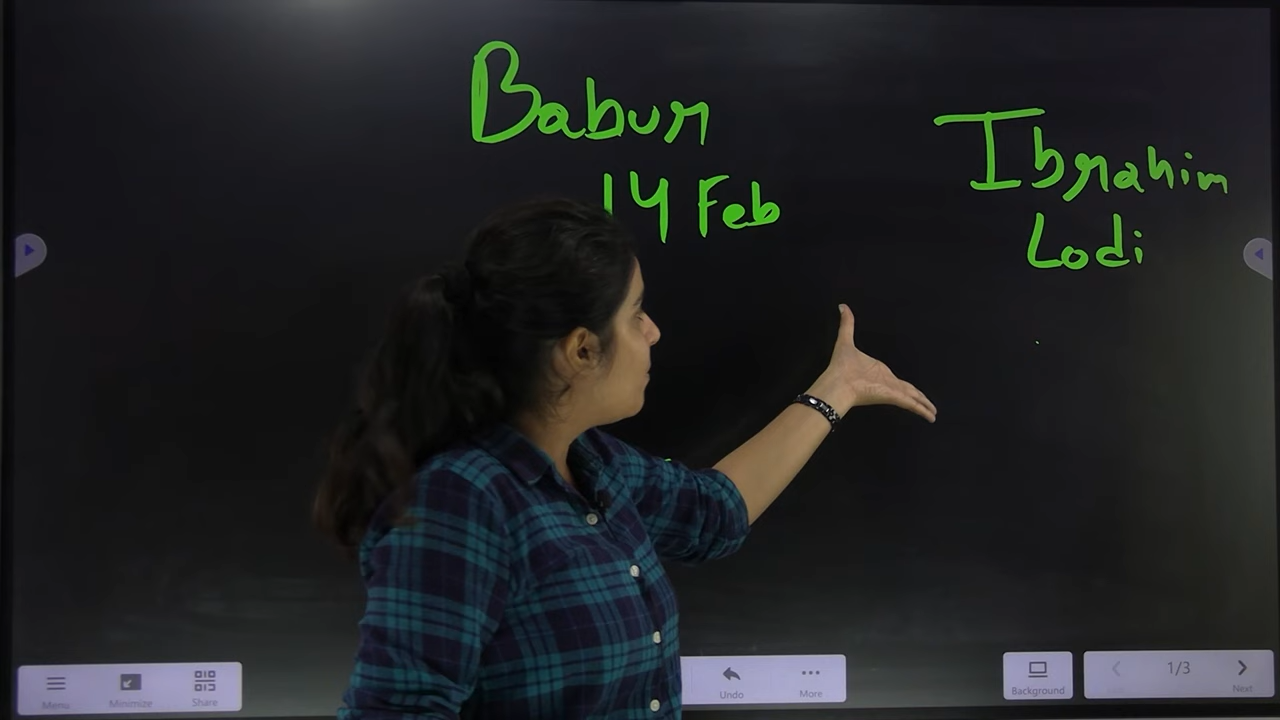 Babur
14 Feb
Ibrahim
Lodi
Menu
Minimize
Share
Undo
More
Background
1/3
Next